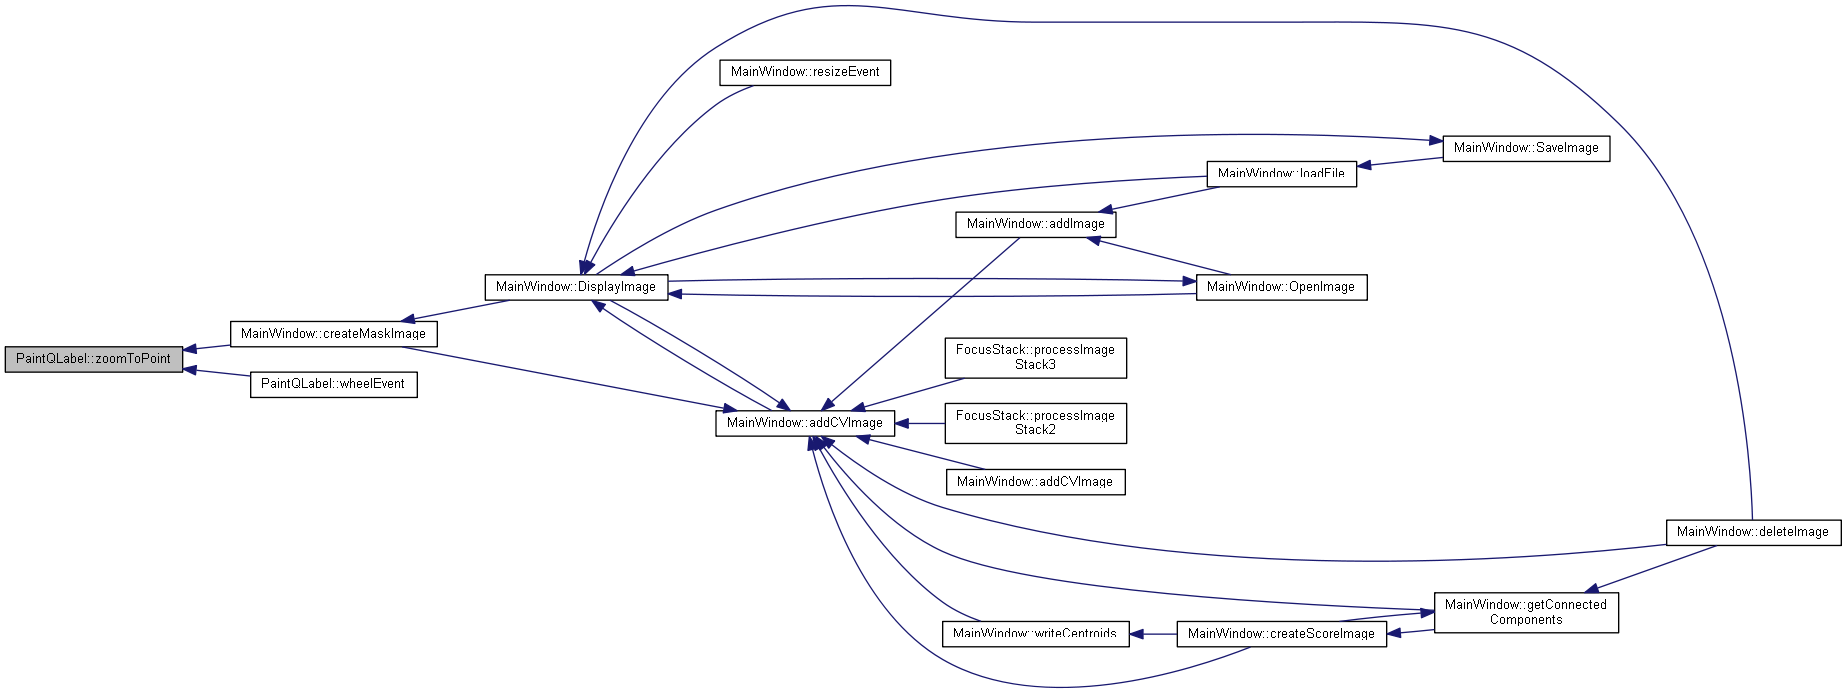 MainWindow::resizeEvent
MainWindow::SaveImage
MainWindow::loadFile
MainWindow::addImage
MainWindow::DisplayImage
MainWindow::OpenImage
MainWindow::createMaskImage
PaintQLabel::zoomToPoint
FocusStack::processImage
Stack3
PaintQLabel::wheelEvent
FocusStack::processImage
Stack2
MainWindow::addCVImage
MainWindow::addCVImage
MainWindow::deleteImage
MainWindow::getConnected
Components
MainWindow::writeCentroids
MainWindow::createScoreImage